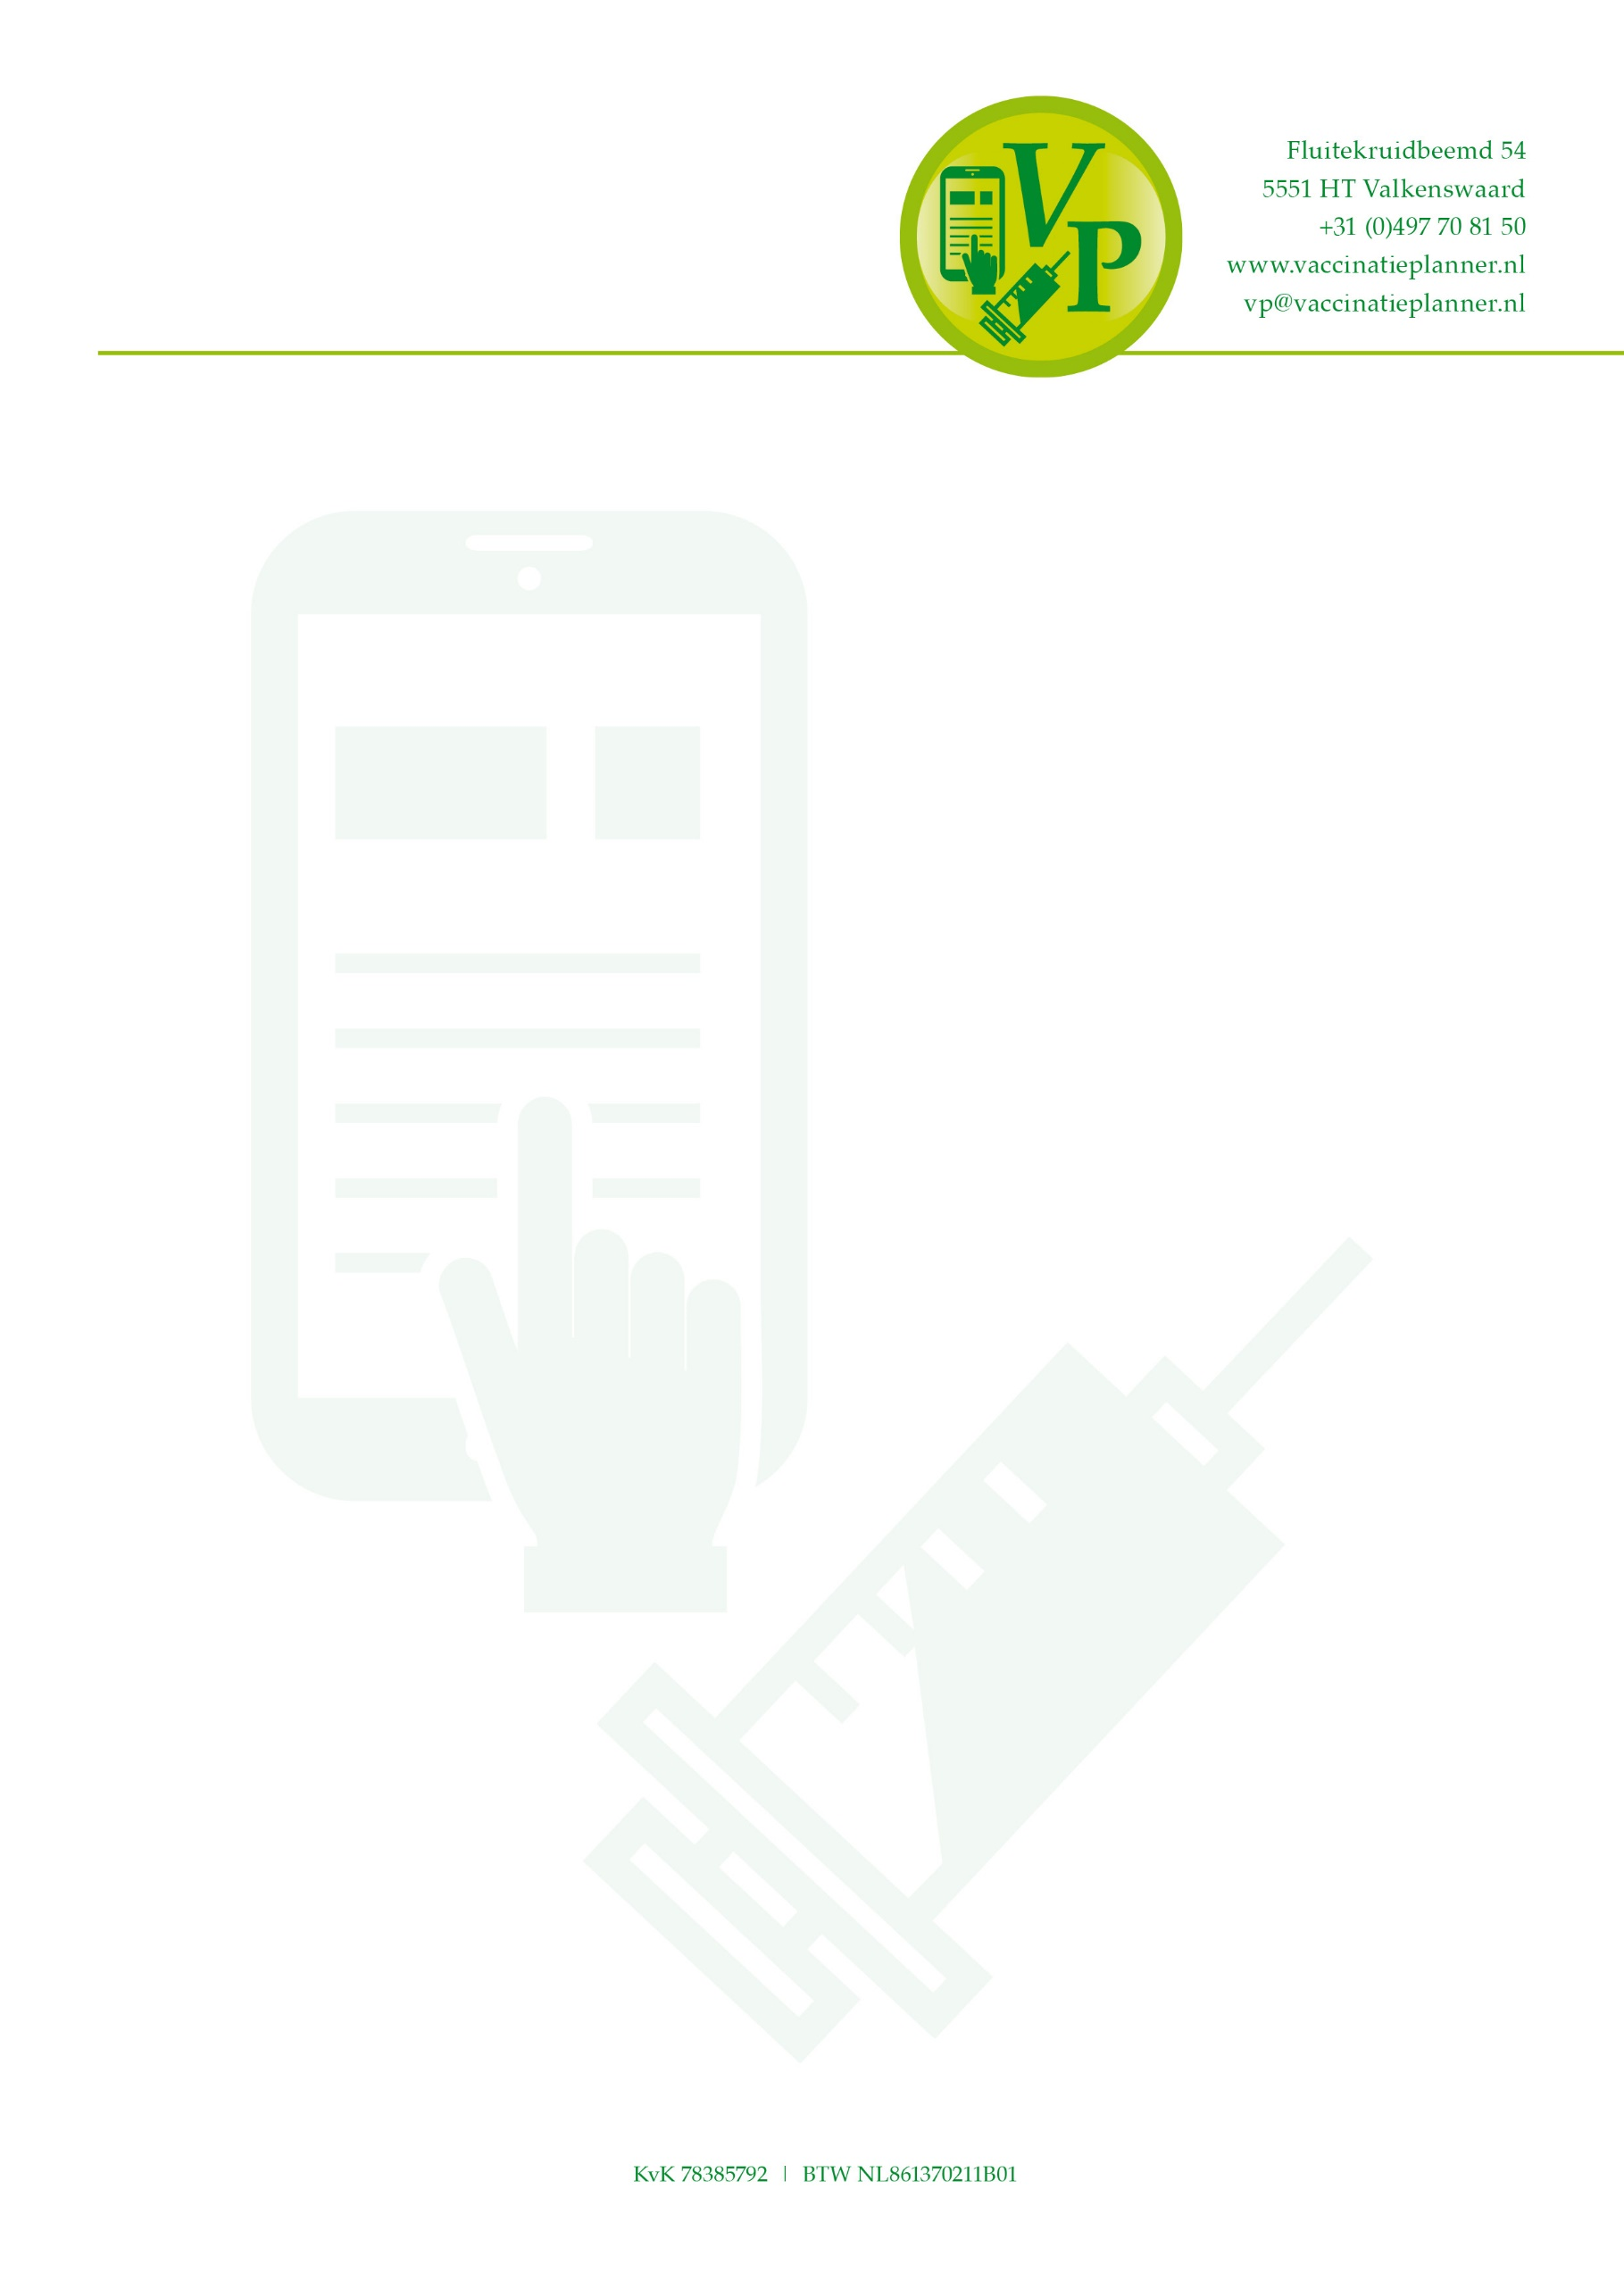 VP
Fluitekruidbeemd 54
5551 HT Valkenswaard
+31 (0)497 70 81 50
www.vaccinatieplanner.nl
vp@vaccinatieplanner.nl
KvK 78385792 | BTW NL861370211B01